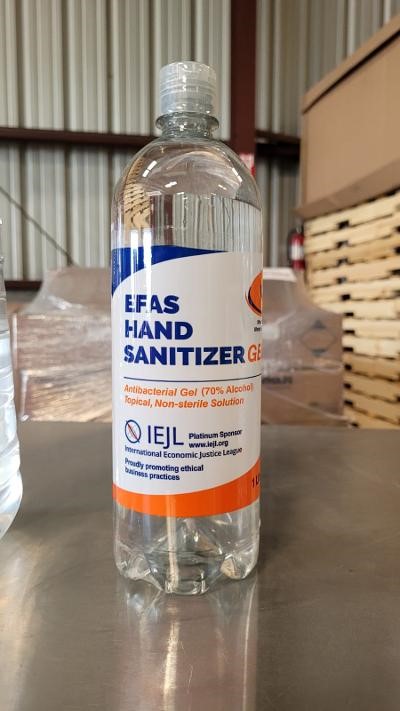 EFAS
HAND
SANITIZER GE
Antibacterial Gel (70% Alcohol)
Topical, Non-sterile Solution
IEJL
Platinum Sponsor
www.iejl.org
International Economic Justice League
Proudly promoting ethical
business practices
1 L